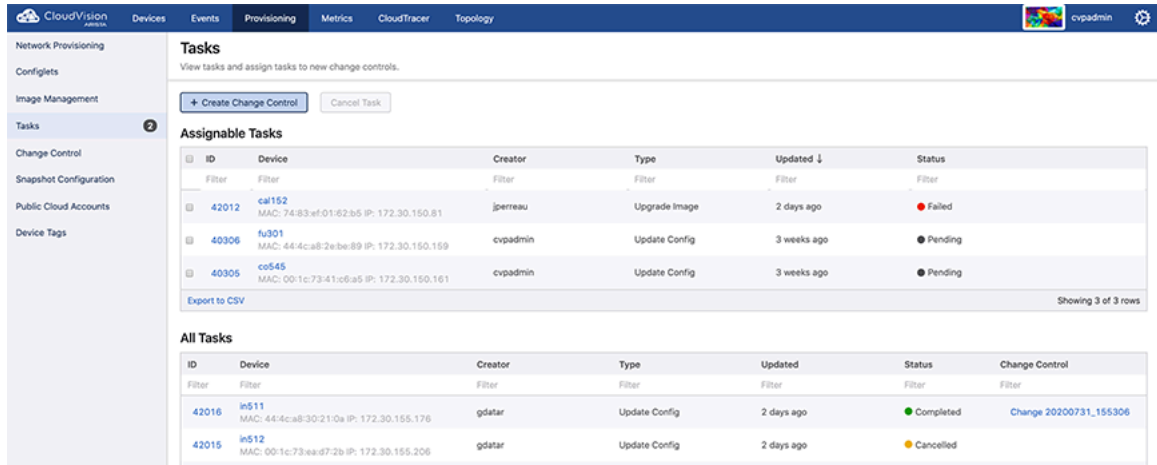 CloudVision
ARISTA
Devices Events Provisioning Metrics CloudTracer Topology cvpadmin
Network Provisioning
Configlets
Image Management
Tasks 2
Change Control
Snapshot Configuration
Public Cloud Accounts
Device Tags
Tasks
View tasks and assign tasks to new change controls.
+ Create Change Control Cancel Task
Assignable Tasks
ID Device Creator Type Updated ↓ Status
Filter Filter Filter Filter Filter Filter
42012 cal152 jperreau Upgrade Image 2 days ago Failed
MAC: 74:83:ef:01:62:b5 IP: 172.30.150.81
40306 fu301 cvpadmin Update Config 3 weeks ago Pending
MAC: 44:4c:a8:2e:be:89 IP: 172.30.150.159
40305 co545 cvpadmin Update Config 3 weeks ago Pending
MAC: 00:1c:73:41:c6:a5 IP: 172.30.150.161
Export to CSV Showing 3 of 3 rows
All Tasks
ID Device Creator Type Updated Status Change Control
Filter Filter Filter Filter Filter Filter Filter
42016 in511 gdatar Update Config 2 days ago Completed Change 20200731_155306
MAC: 44:4c:a8:30:21:0a IP: 172.30.155.176
42015 in512 gdatar Update Config 2 days ago Cancelled
MAC: 00:1c:73:ea:d7:2b IP: 172.30.155.206